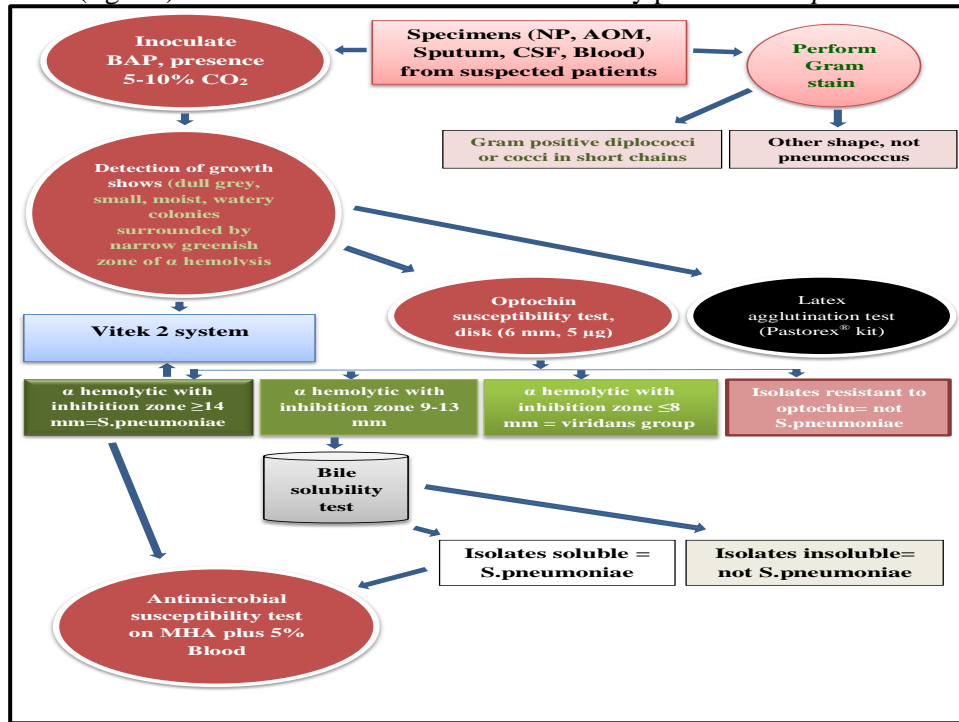 Inoculate
BAP, presence
5-10% CO₂
Specimens (NP, AOM,
Sputum, CSF, Blood)
from suspected patients
Perform
Gram
stain
Gram positive diplococci
or cocci in short chains
Other shape, not
pneumococcus
Detection of growth
shows (dull grey,
small, moist, watery
colonies
surrounded by
narrow greenish
zone of α hemolysis
Vitek 2 system
Optochin
susceptibility test,
disk (6 mm, 5 µg)
Latex
agglutination test
(Pastorex® kit)
α hemolytic with
inhibition zone ≥14
mm=S.pneumoniae
α hemolytic with
inhibition zone 9-13
mm
α hemolytic with
inhibition zone ≤8
mm = viridans group
Isolates resistant to
optochin= not
S.pneumoniae
Bile
solubility
test
Isolates soluble =
S.pneumoniae
Isolates insoluble=
not S.pneumoniae
Antimicrobial
susceptibility test
on MHA plus 5%
Blood